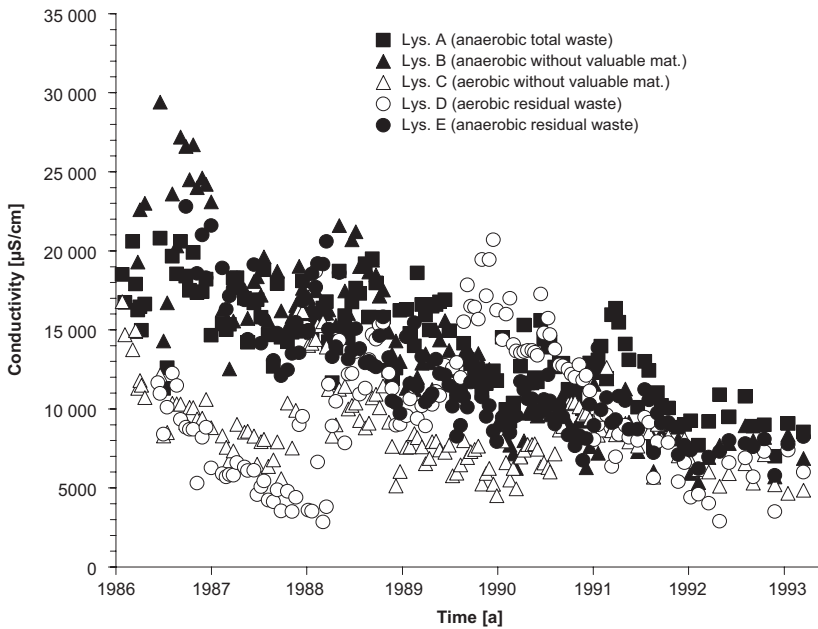 35 000
30 000
25 000
20 000
15 000
10 000
5000
0
Conductivity [µS/cm]
Lys. A (anaerobic total waste)
Lys. B (anaerobic without valuable mat.)
Lys. C (aerobic without valuable mat.)
Lys. D (aerobic residual waste)
Lys. E (anaerobic residual waste)
1986 1987 1988 1989 1990 1991 1992 1993
Time [a]